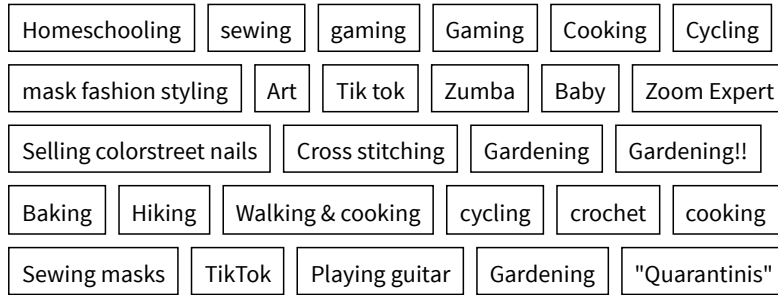 Homeschooling sewing gaming Gaming Cooking Cycling
mask fashion styling Art Tik tok Zumba Baby Zoom Expert
Selling colorstreet nails Cross stitching Gardening Gardening!!
Baking Hiking Walking & cooking cycling crochet cooking
Sewing masks TikTok Playing guitar Gardening "Quarantinis"